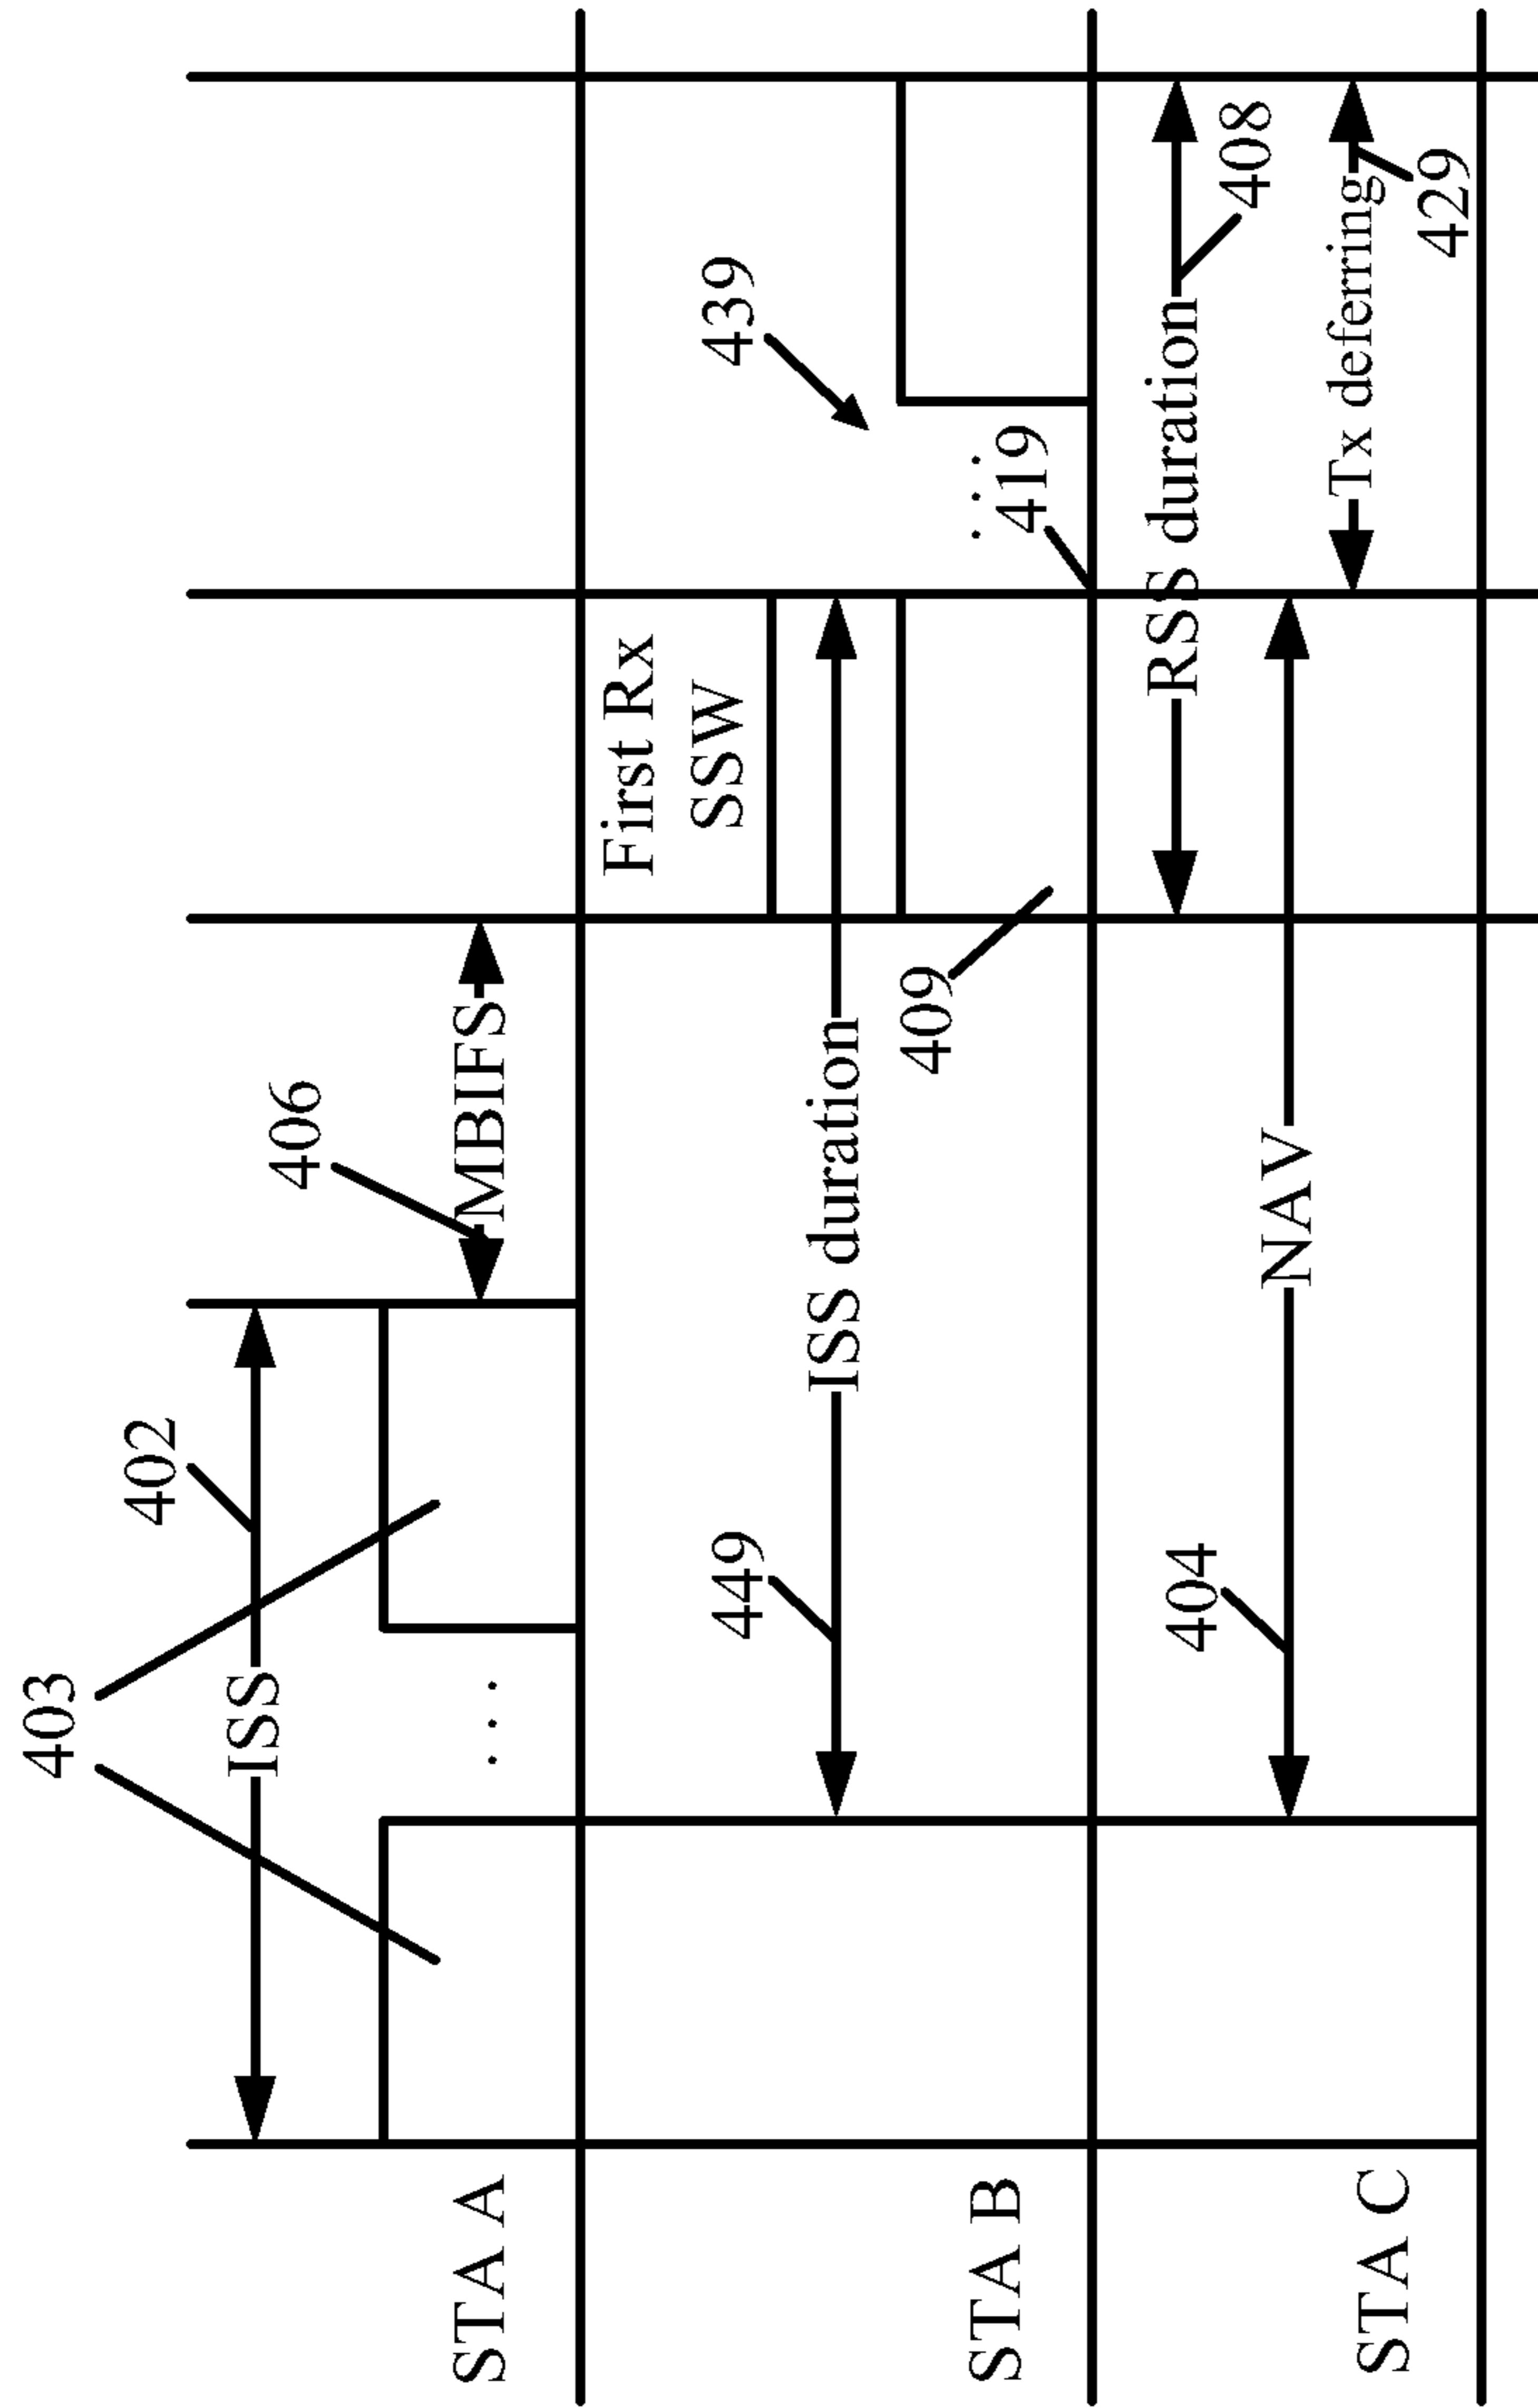 403
402
ISS
406
STA A
...
MBIFS
First Rx
SSW
439
449
ISS duration
409
STA B
...
419
RSS duration
408
404
NAV
Tx deferring
429
STA C